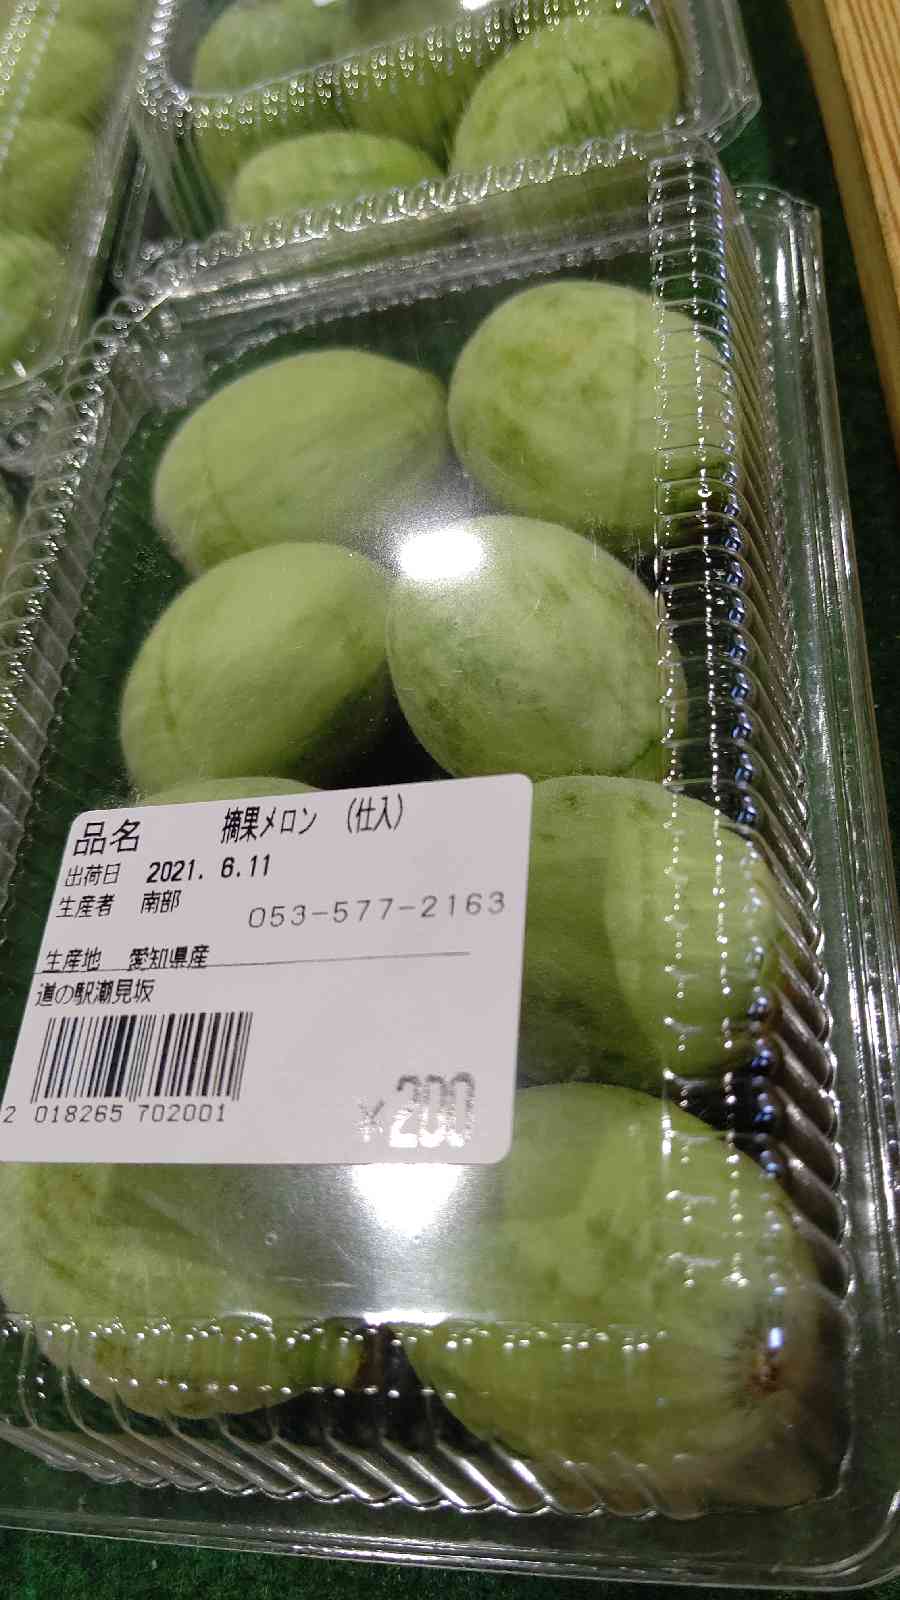 品名 摘果メロン (仕入)
出荷日 2021. 6.11
生産者 南部
053-577-2163
生産地 愛知県産
道の駅潮見坂
2 018265 702001
¥200